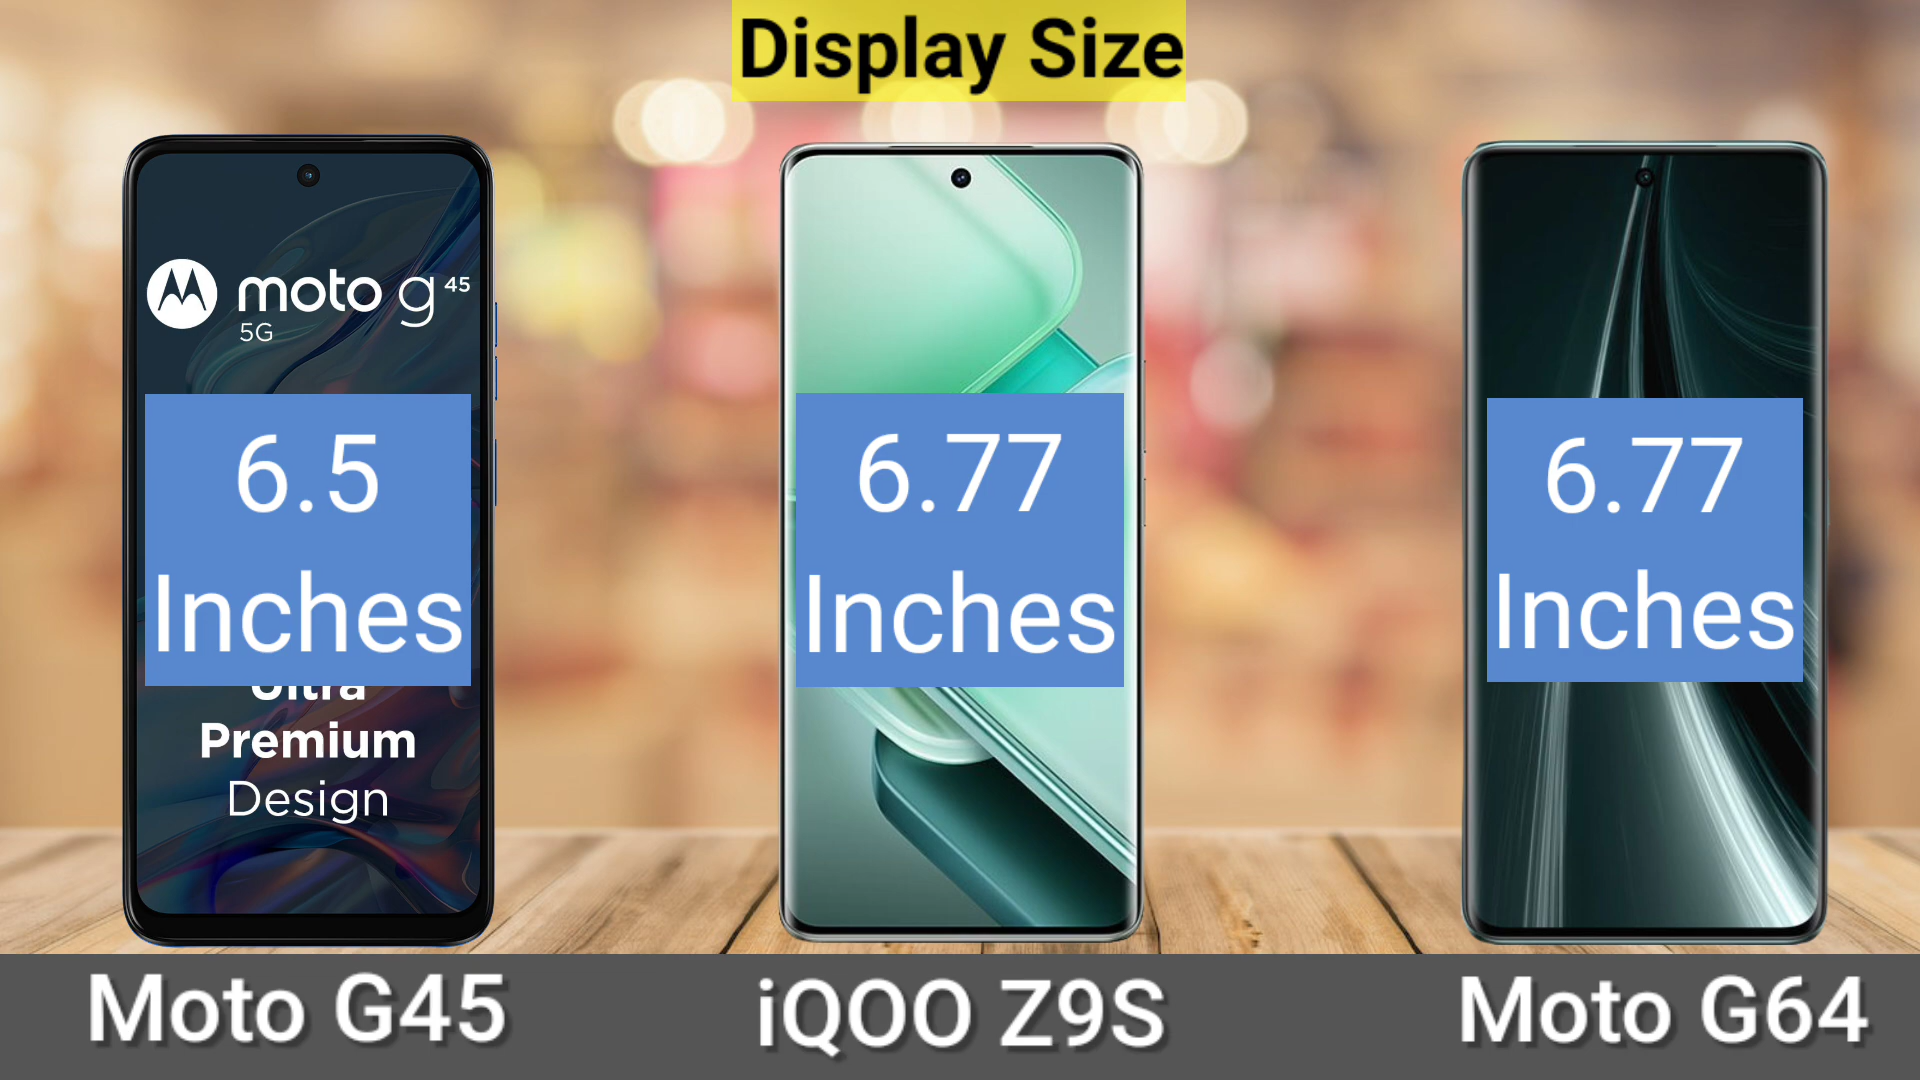 Display Size
moto g 45
5G
6.5
Inches
Ultra
Premium
Design
Moto G45
6.77
Inches
iQOO Z9S
6.77
Inches
Moto G64